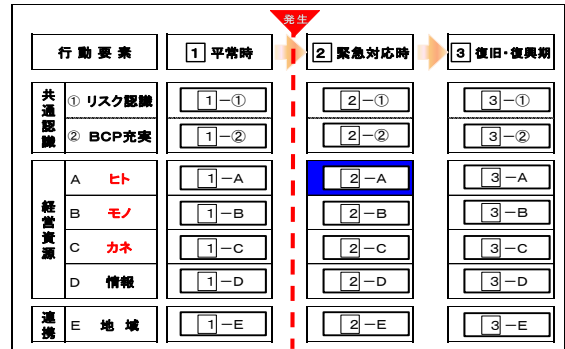 発生
行動要素 1 平常時 2 緊急対応時 3 復旧・復興期
共通認識
① リスク認識 1-① 2-① 3-①
② BCP充実 1-② 2-② 3-②
経営資源
A ヒト 1-A 2-A 3-A
B モノ 1-B 2-B 3-B
C カネ 1-C 2-C 3-C
D 情報 1-D 2-D 3-D
連携
E 地域 1-E 2-E 3-E